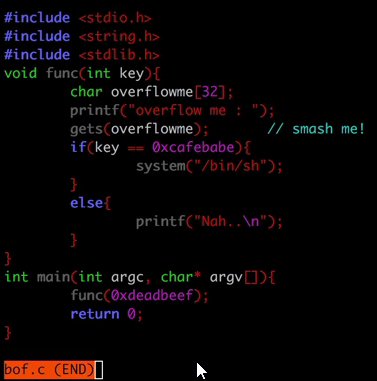 #include <stdio.h>
#include <string.h>
#include <stdlib.h>
void func(int key){
        char overflowme[32];
        printf("overflow me : ");
        gets(overflowme);       // smash me!
        if(key == 0xcafebabe){
                system("/bin/sh");
        }
        else{
                printf("Nah..\n");
        }
}
int main(int argc, char* argv[]){
        func(0xdeadbeef);
        return 0;
}
bof.c (END)